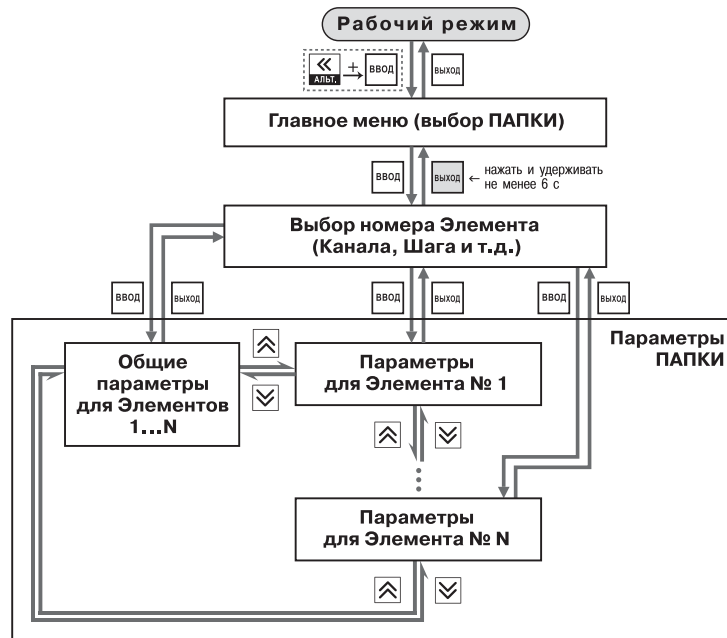 Рабочий режим
АЛЬТ.
+
ВВОД
ВЫХОД
Главное меню (выбор ПАПКИ)
ВВОД
ВЫХОД
← нажать и удерживать
не менее 6 с
Выбор номера Элемента
(Канала, Шага и т.д.)
ВВОД
ВЫХОД
ВВОД
ВЫХОД
ВВОД
ВЫХОД
Параметры
ПАПКИ
Общие
параметры
для Элементов
1...N
Параметры
для Элемента № 1
Параметры
для Элемента № N